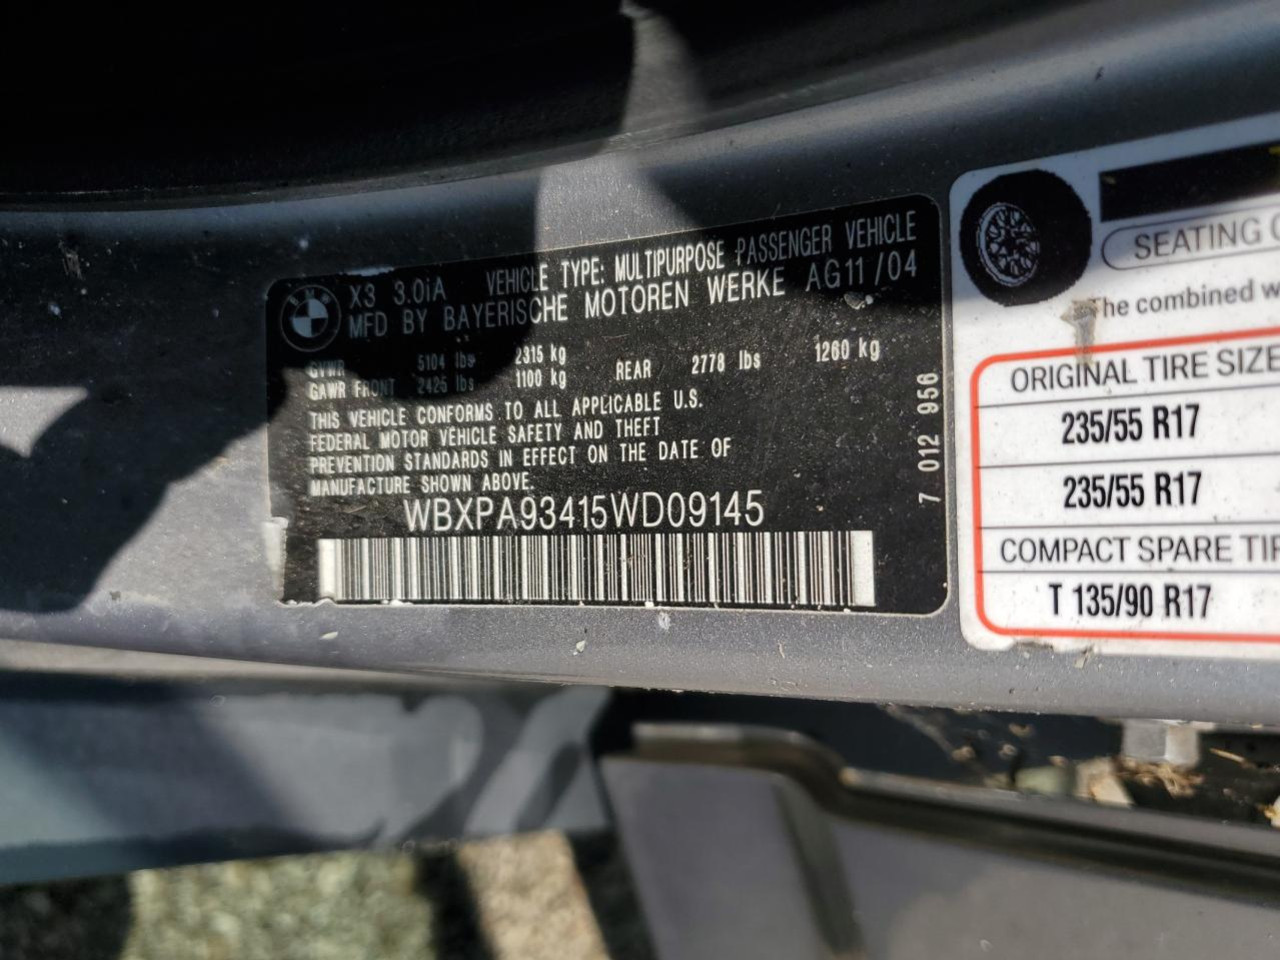 X3 3.0iA VEHICLE TYPE: MULTIPURPOSE PASSENGER VEHICLE
MFD BY BAYERISCHE MOTOREN WERKE AG 11/04
GVWR 5104 lbs 2315 kg
GAWR FRONT 2426 lbs 1100 kg REAR 2778 lbs 1260 kg
THIS VEHICLE CONFORMS TO ALL APPLICABLE U.S.
FEDERAL MOTOR VEHICLE SAFETY AND THEFT
PREVENTION STANDARDS IN EFFECT ON THE DATE OF
MANUFACTURE SHOWN ABOVE.
WBXPA93415WD09145
7 012 956
SEATING
The combined
ORIGINAL TIRE SIZE
235/55 R17
235/55 R17
COMPACT SPARE
T 135/90 R17